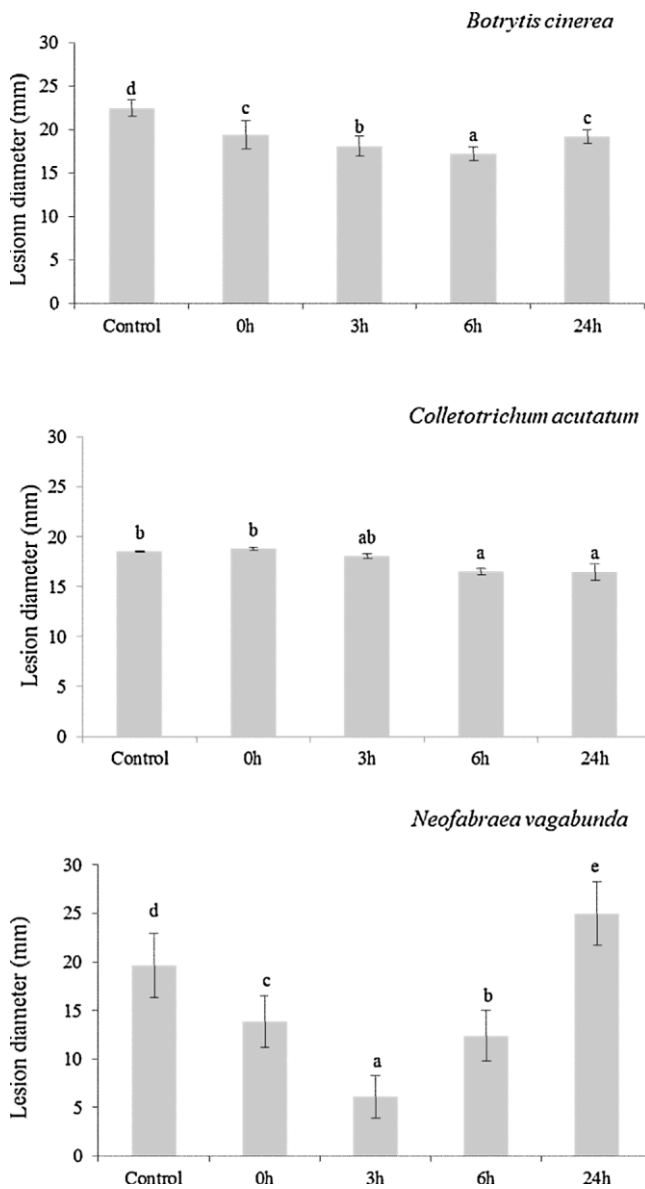 Botrytis cinerea
Lesionn diameter (mm)
30
25
20
15
10
5
0
d
c
b
a
c
Control 0h 3h 6h 24h
Colletotrichum acutatum
Lesion diameter (mm)
30
25
20
15
10
5
0
b
b
ab
a
a
Control 0h 3h 6h 24h
Neofabraea vagabunda
Lesion diameter (mm)
30
25
20
15
10
5
0
d
c
a
b
e
Control 0h 3h 6h 24h